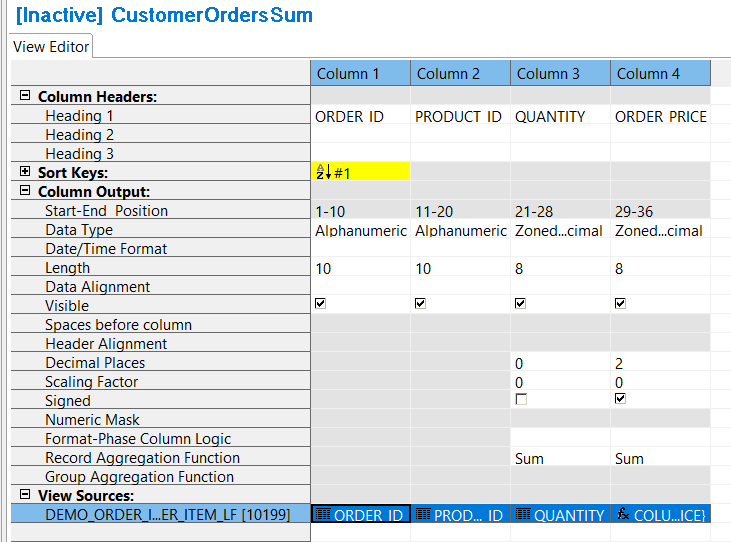 [Inactive] CustomerOrdersSum
View Editor
Column 1 Column 2 Column 3 Column 4
Column Headers:
Heading 1 ORDER ID PRODUCT ID QUANTITY ORDER PRICE
Heading 2
Heading 3
Sort Keys: #1
Column Output:
Start-End Position 1-10 11-20 21-28 29-36
Data Type Alphanumeric Alphanumeric Zoned...cimal Zoned...cimal
Date/Time Format
Length 10 10 8 8
Data Alignment
Visible
Spaces before column
Header Alignment
Decimal Places 0 2
Scaling Factor 0 0
Signed
Numeric Mask
Format-Phase Column Logic
Record Aggregation Function Sum Sum
Group Aggregation Function
View Sources:
DEMO_ORDER_I...ER_ITEM_LF [10199] ORDER ID PROD... ID QUANTITY fx COLU...ICE}